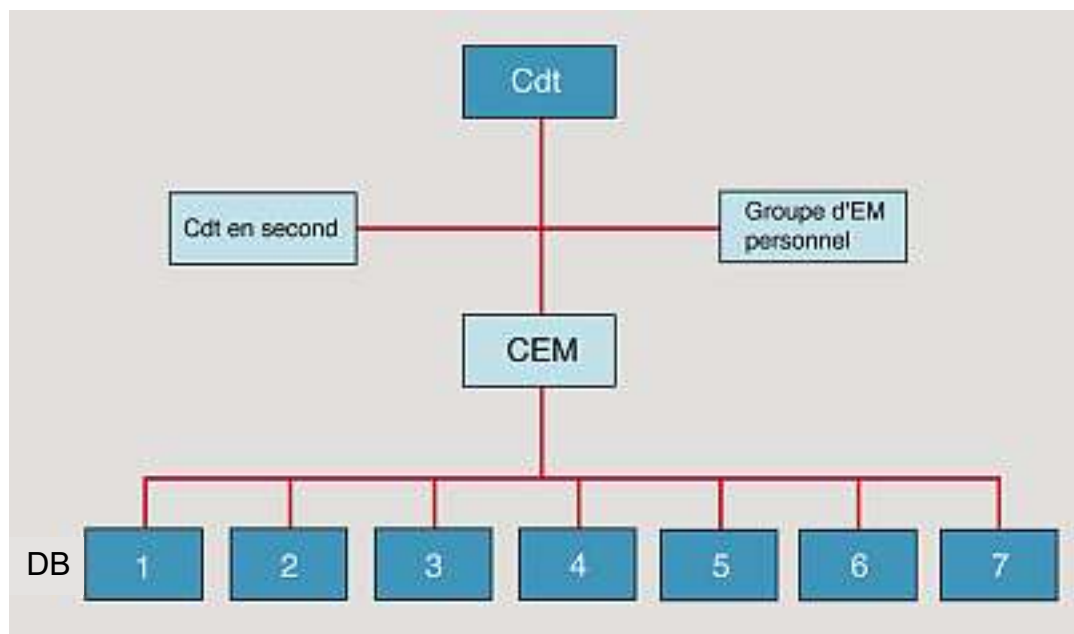 Cdt
Cdt en second
Groupe d'EM
personnel
CEM
DB 1 2 3 4 5 6 7